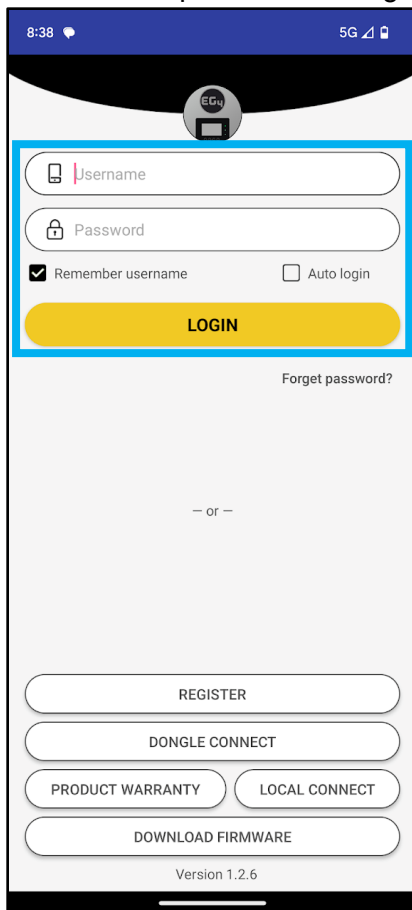 8:38 5G
EG4
Username
Password
Remember username Auto login
LOGIN
Forget password?
— or —
REGISTER
DONGLE CONNECT
PRODUCT WARRANTY LOCAL CONNECT
DOWNLOAD FIRMWARE
Version 1.2.6